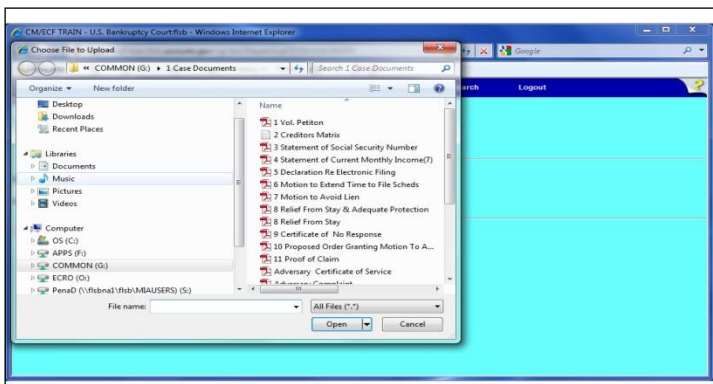 CM/ECF TRAIN - U.S. Bankruptcy Court:flsb - Windows Internet Explorer
Choose File to Upload
Google
« COMMON (G:) ▸ 1 Case Documents
Search 1 Case Documents
Organize
New folder
arch
Logout
Desktop
Downloads
Recent Places
Libraries
Documents
Music
Pictures
Videos
Computer
OS (C:)
APPS (F:)
COMMON (G:)
ECRO (O:)
PenaD (\\flsbna1\flsb\MIAUSERS) (S:)
Name
1 Vol. Petiton
2 Creditors Matrix
3 Statement of Social Security Number
4 Statement of Current Monthly Income(7)
5 Declaration Re Electronic Filing
6 Motion to Extend Time to File Scheds
7 Motion to Avoid Lien
8 Relief From Stay & Adequate Protection
8 Relief From Stay
9 Certificate of No Response
10 Proposed Order Granting Motion To A...
11 Proof of Claim
Adversary Certificate of Service
Adversary Complaint
File name:
All Files (*.*)
Open
Cancel